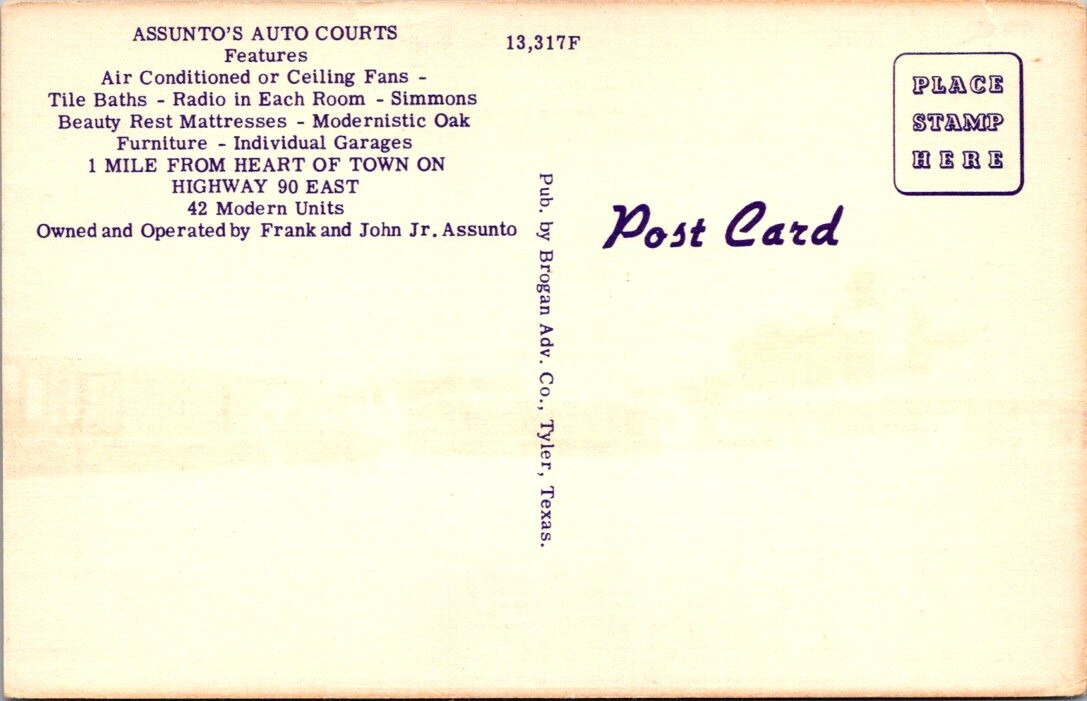 ASSUNTO'S AUTO COURTS
Features
Air Conditioned or Ceiling Fans -
Tile Baths - Radio in Each Room - Simmons
Beauty Rest Mattresses - Modernistic Oak
Furniture - Individual Garages
1 MILE FROM HEART OF TOWN ON
HIGHWAY 90 EAST
42 Modern Units
Owned and Operated by Frank and John Jr. Assunto
13,317F
Pub. by Brogan Adv. Co., Tyler, Texas.
Post Card
PLACE
STAMP
HERE